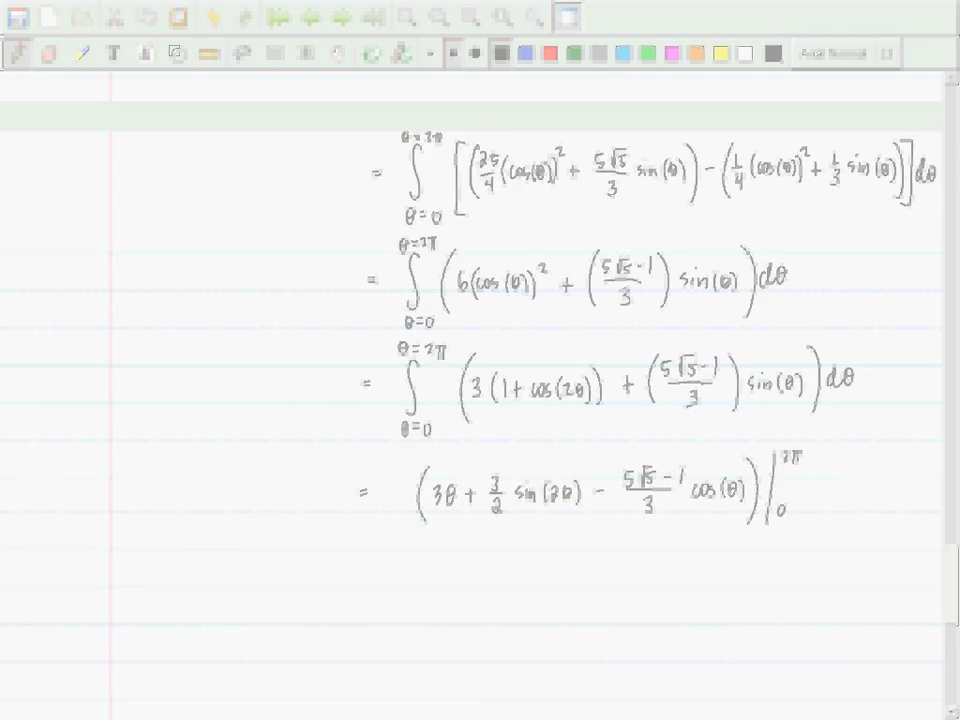 = ∫_{θ=0}^{θ=2π} [(25/4 (cos(θ))^2 + 5√5/3 sin(θ)) - (1/4 (cos(θ))^2 + 1/3 sin(θ))] dθ
= ∫_{θ=0}^{θ=2π} (6(cos(θ))^2 + ((5√5-1)/3) sin(θ)) dθ
= ∫_{θ=0}^{θ=2π} (3(1+cos(2θ)) + ((5√5-1)/3) sin(θ)) dθ
= (3θ + 3/2 sin(2θ) - (5√5-1)/3 cos(θ)) |_0^{2π}